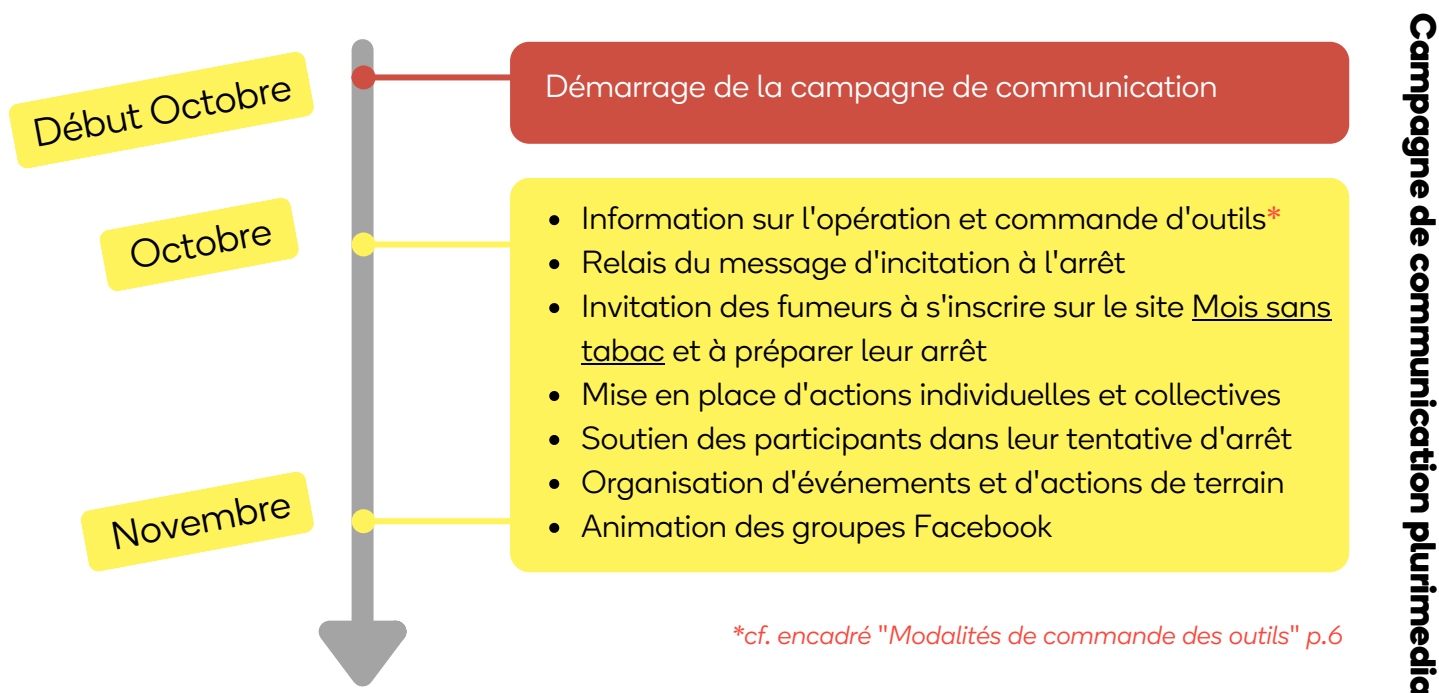 Début Octobre
Démarrage de la campagne de communication
Octobre
• Information sur l'opération et commande d'outils*
• Relais du message d'incitation à l'arrêt
• Invitation des fumeurs à s'inscrire sur le site Mois sans
tabac et à préparer leur arrêt
• Mise en place d'actions individuelles et collectives
• Soutien des participants dans leur tentative d'arrêt
• Organisation d'événements et d'actions de terrain
• Animation des groupes Facebook
Novembre
*cf. encadré "Modalités de commande des outils" p.6
Campagne de communication plurimedia